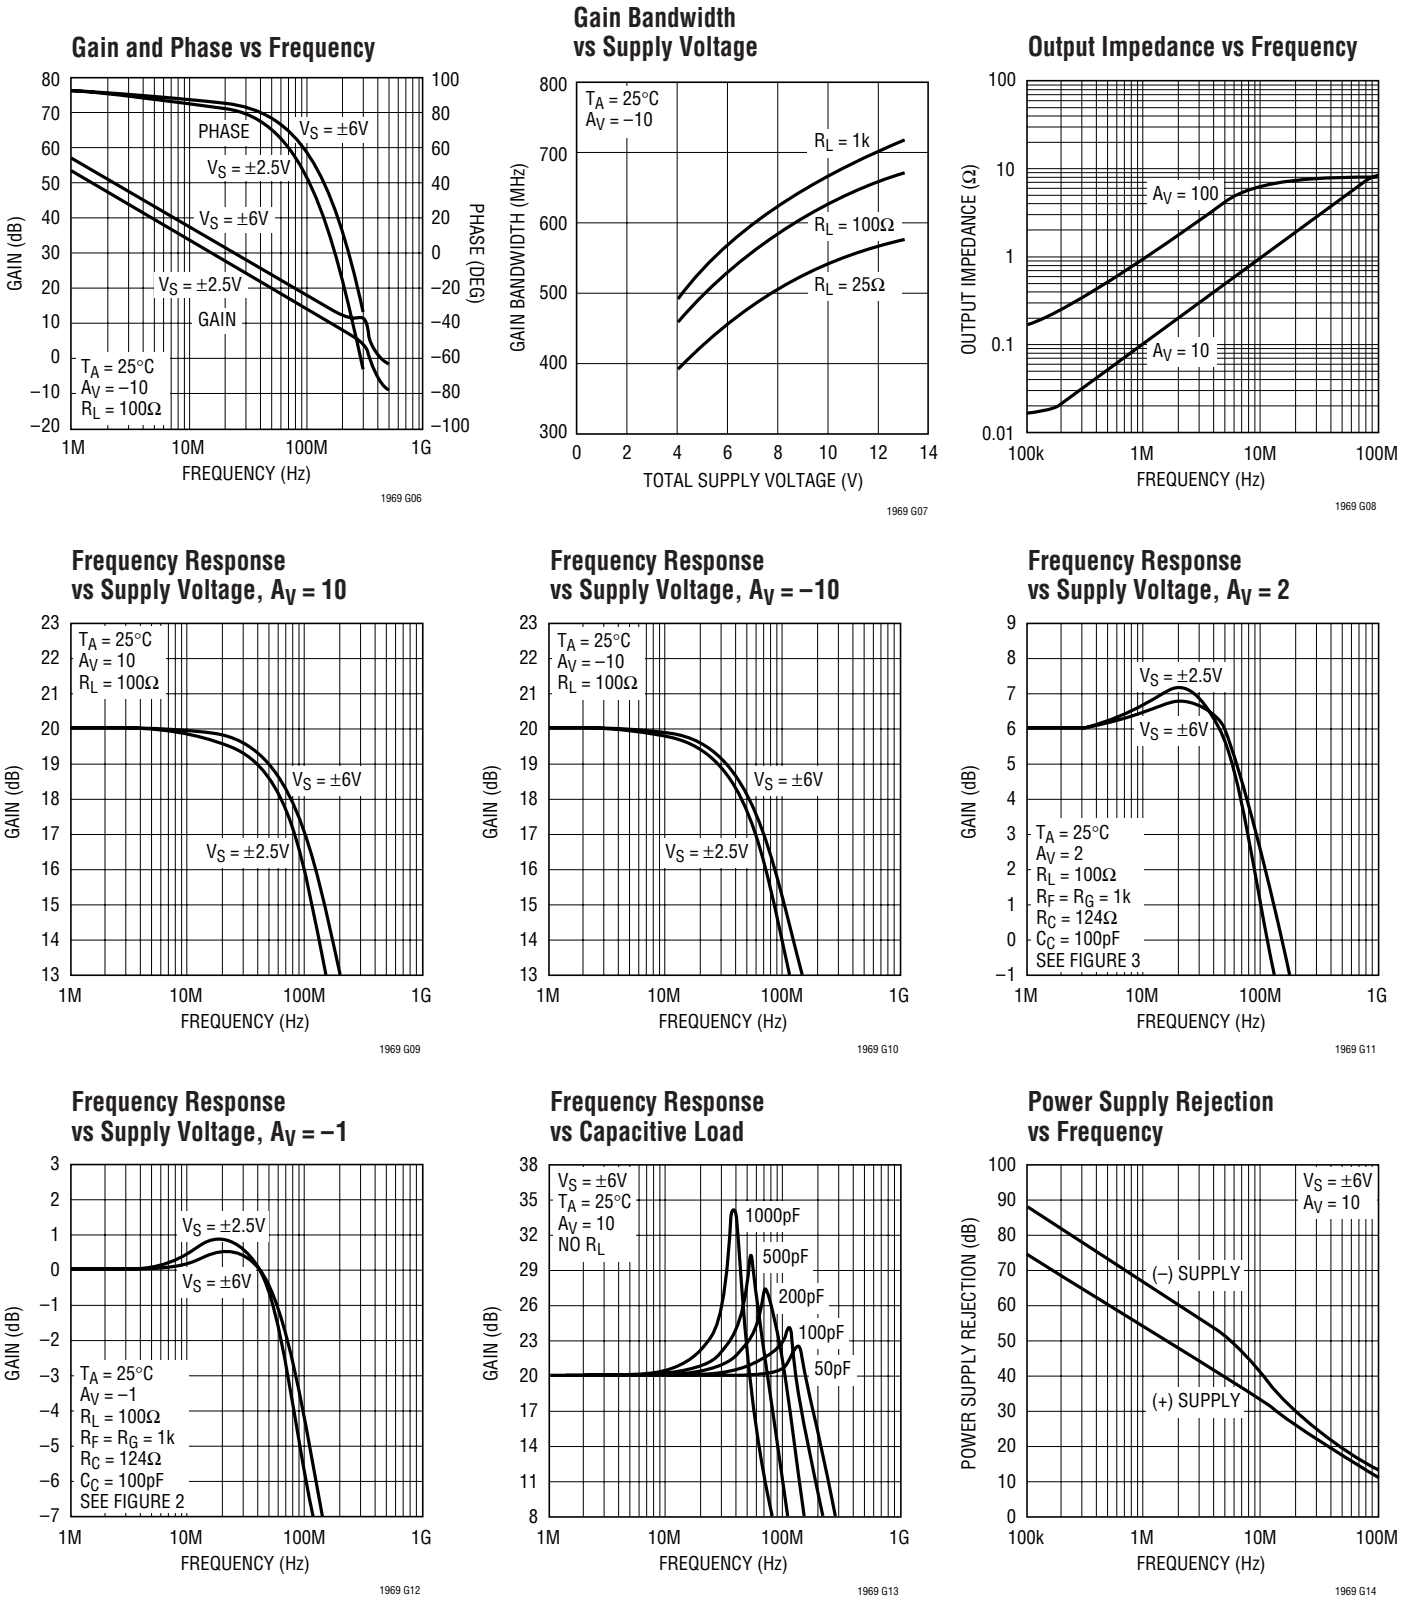 Gain and Phase vs Frequency
80
70
60
50
40
30
20
10
0
–10
–20
100
80
60
40
20
0
–20
–40
–60
–80
–100
GAIN (dB)
PHASE (DEG)
PHASE
VS = ±6V
VS = ±2.5V
VS = ±6V
VS = ±2.5V
GAIN
TA = 25°C
AV = –10
RL = 100Ω
1M 10M 100M 1G
FREQUENCY (Hz)
1969 G06
Gain Bandwidth
vs Supply Voltage
800
700
600
500
400
300
GAIN BANDWIDTH (MHz)
TA = 25°C
AV = –10
RL = 1k
RL = 100Ω
RL = 25Ω
0 2 4 6 8 10 12 14
TOTAL SUPPLY VOLTAGE (V)
1969 G07
Output Impedance vs Frequency
100
10
1
0.1
0.01
OUTPUT IMPEDANCE (Ω)
AV = 100
AV = 10
100k 1M 10M 100M
FREQUENCY (Hz)
1969 G08
Frequency Response
vs Supply Voltage, AV = 10
23
22
21
20
19
18
17
16
15
14
13
GAIN (dB)
TA = 25°C
AV = 10
RL = 100Ω
VS = ±6V
VS = ±2.5V
1M 10M 100M 1G
FREQUENCY (Hz)
1969 G09
Frequency Response
vs Supply Voltage, AV = –10
23
22
21
20
19
18
17
16
15
14
13
GAIN (dB)
TA = 25°C
AV = –10
RL = 100Ω
VS = ±6V
VS = ±2.5V
1M 10M 100M 1G
FREQUENCY (Hz)
1969 G10
Frequency Response
vs Supply Voltage, AV = 2
9
8
7
6
5
4
3
2
1
0
–1
GAIN (dB)
VS = ±2.5V
VS = ±6V
TA = 25°C
AV = 2
RL = 100Ω
RF = RG = 1k
RC = 124Ω
CC = 100pF
SEE FIGURE 3
1M 10M 100M 1G
FREQUENCY (Hz)
1969 G11
Frequency Response
vs Supply Voltage, AV = –1
3
2
1
0
–1
–2
–3
–4
–5
–6
–7
GAIN (dB)
VS = ±2.5V
VS = ±6V
TA = 25°C
AV = –1
RL = 100Ω
RF = RG = 1k
RC = 124Ω
CC = 100pF
SEE FIGURE 2
1M 10M 100M 1G
FREQUENCY (Hz)
1969 G12
Frequency Response
vs Capacitive Load
38
35
32
29
26
23
20
17
14
11
8
GAIN (dB)
VS = ±6V
TA = 25°C
AV = 10
NO RL
1000pF
500pF
200pF
100pF
50pF
1M 10M 100M 1G
FREQUENCY (Hz)
1969 G13
Power Supply Rejection
vs Frequency
100
90
80
70
60
50
40
30
20
10
0
POWER SUPPLY REJECTION (dB)
VS = ±6V
AV = 10
(–) SUPPLY
(+) SUPPLY
100k 1M 10M 100M
FREQUENCY (Hz)
1969 G14